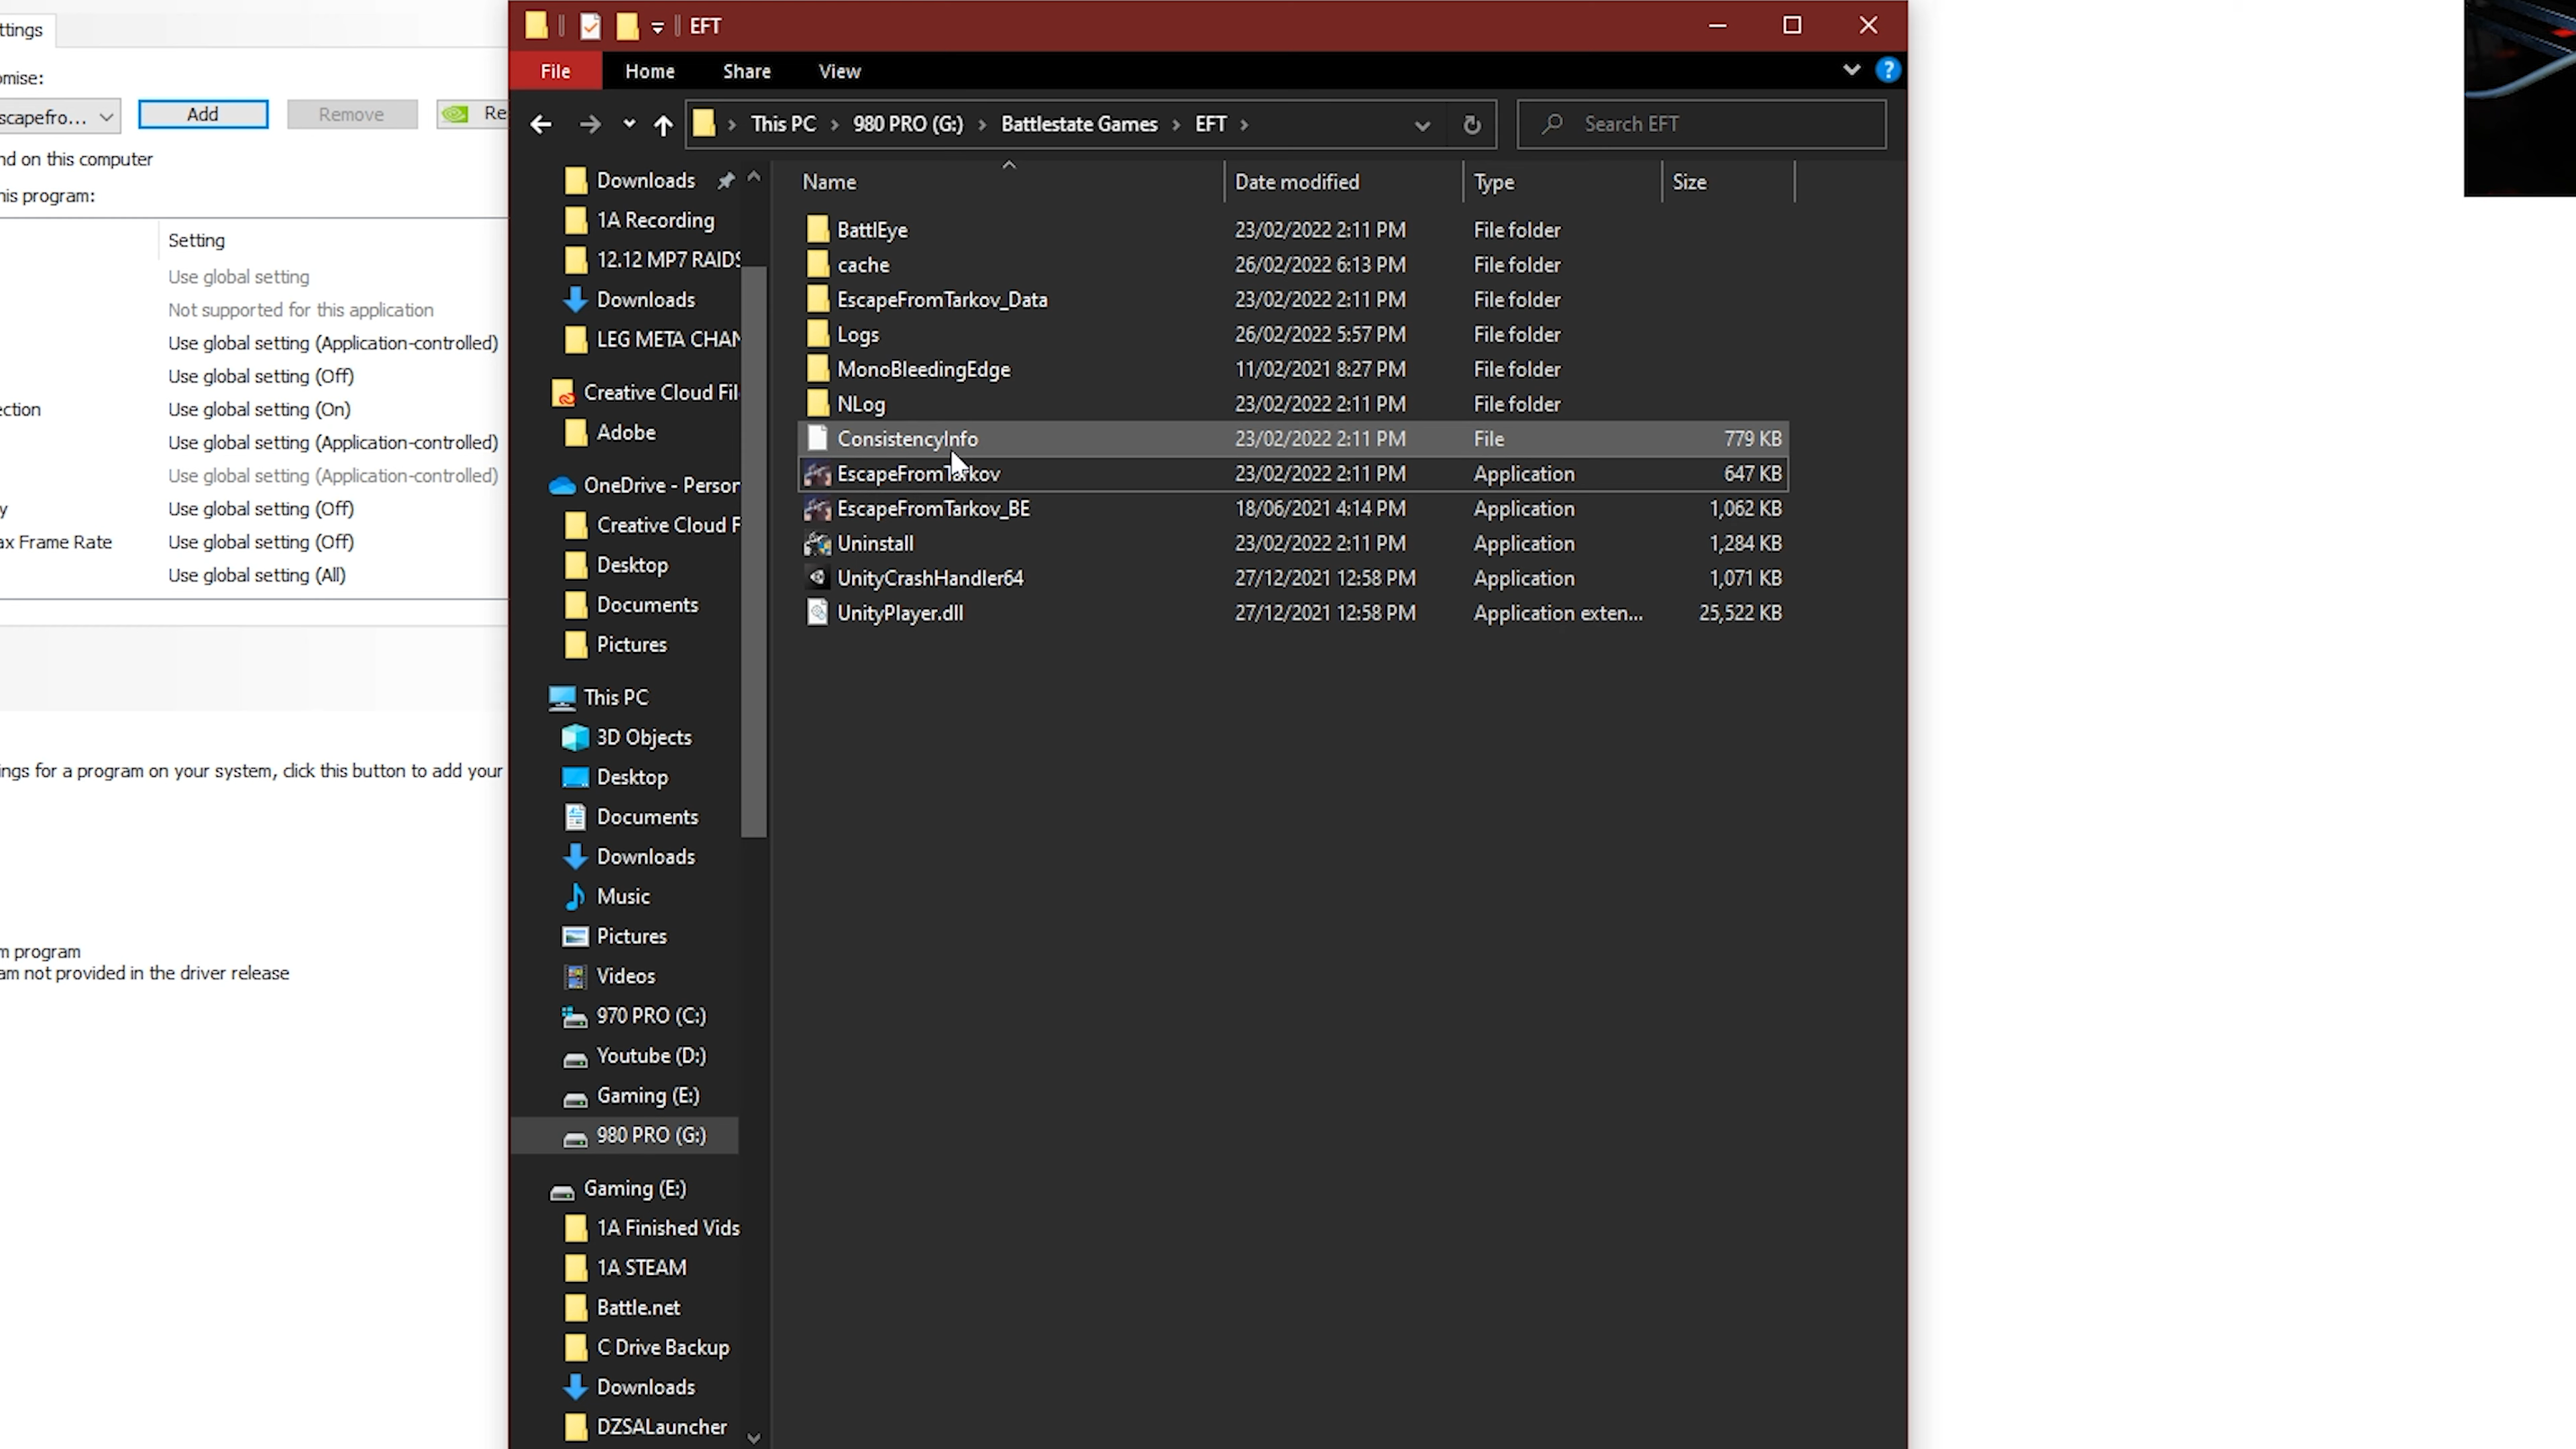 ttings
omise:
scapefro...
Add
Remove
Re
nd on this computer
his program:
Setting
Use global setting
Not supported for this application
Use global setting (Application-controlled)
Use global setting (Off)
ection
Use global setting (On)
Use global setting (Application-controlled)
Use global setting (Application-controlled)
y
Use global setting (Off)
ax Frame Rate
Use global setting (Off)
Use global setting (All)
ings for a program on your system, click this button to add your
m program
am not provided in the driver release
EFT
File Home Share View
This PC > 980 PRO (G:) > Battlestate Games > EFT >
Search EFT
Downloads
1A Recording
12.12 MP7 RAIDS
Downloads
LEG META CHAN
Creative Cloud Fil
Adobe
OneDrive - Person
Creative Cloud F
Desktop
Documents
Pictures
This PC
3D Objects
Desktop
Documents
Downloads
Music
Pictures
Videos
970 PRO (C:)
Youtube (D:)
Gaming (E:)
980 PRO (G:)
Gaming (E:)
1A Finished Vids
1A STEAM
Battle.net
C Drive Backup
Downloads
DZSALauncher
Name Date modified Type Size
BattlEye 23/02/2022 2:11 PM File folder
cache 26/02/2022 6:13 PM File folder
EscapeFromTarkov_Data 23/02/2022 2:11 PM File folder
Logs 26/02/2022 5:57 PM File folder
MonoBleedingEdge 11/02/2021 8:27 PM File folder
NLog 23/02/2022 2:11 PM File folder
ConsistencyInfo 23/02/2022 2:11 PM File 779 KB
EscapeFromTarkov 23/02/2022 2:11 PM Application 647 KB
EscapeFromTarkov_BE 18/06/2021 4:14 PM Application 1,062 KB
Uninstall 23/02/2022 2:11 PM Application 1,284 KB
UnityCrashHandler64 27/12/2021 12:58 PM Application 1,071 KB
UnityPlayer.dll 27/12/2021 12:58 PM Application exten... 25,522 KB